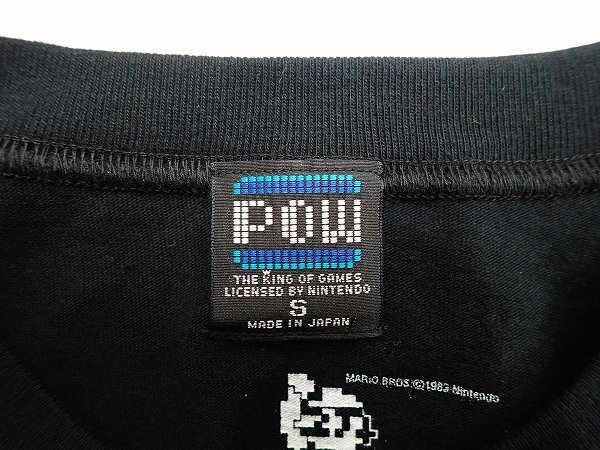 POW
THE KING OF GAMES
LICENSED BY NINTENDO
S
MADE IN JAPAN
MARIO BROS.©1983 Nintendo